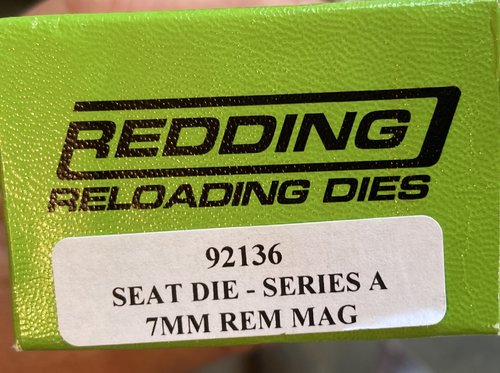 REDDING
RELOADING DIES
92136
SEAT DIE - SERIES A
7MM REM MAG